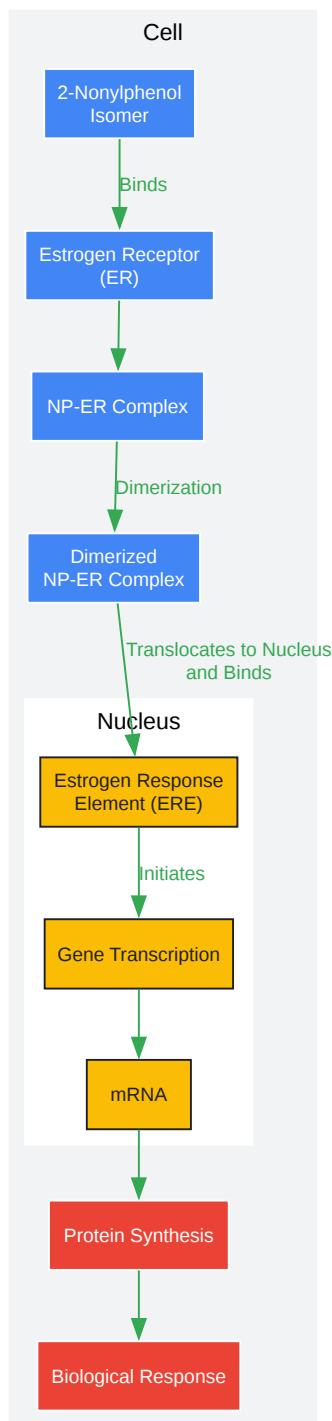 Cell
2-Nonylphenol
Isomer
Binds
Estrogen Receptor
(ER)
NP-ER Complex
Dimerization
Dimerized
NP-ER Complex
Translocates to Nucleus
and Binds
Nucleus
Estrogen Response
Element (ERE)
Initiates
Gene Transcription
mRNA
Protein Synthesis
Biological Response